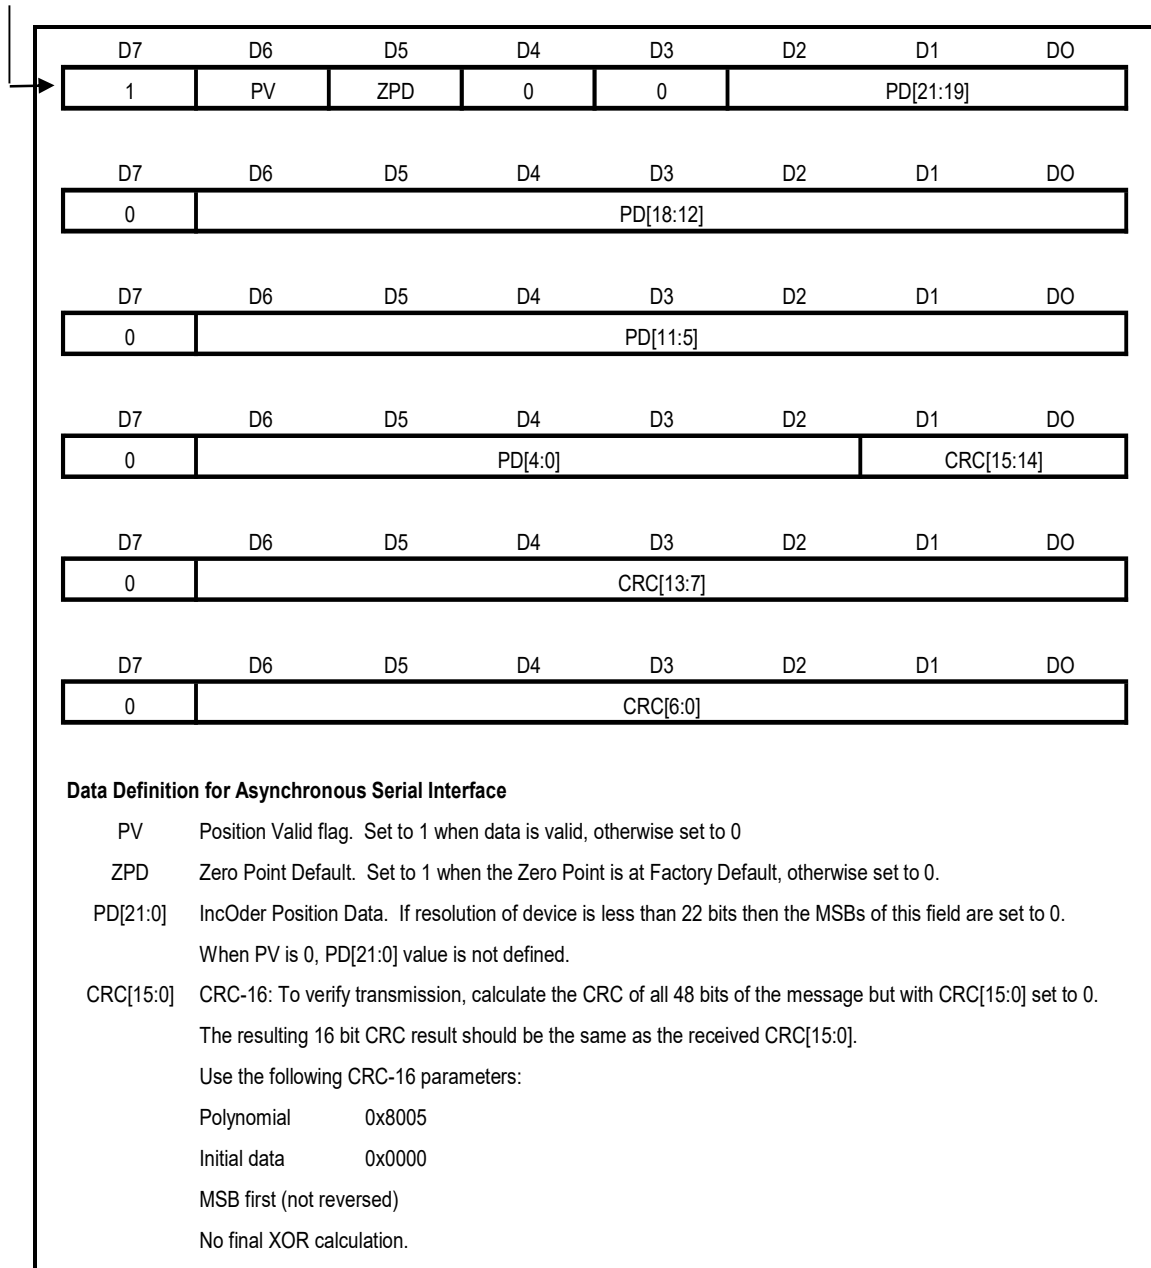 D7 D6 D5 D4 D3 D2 D1 DO
1 PV ZPD 0 0 PD[21:19]
D7 D6 D5 D4 D3 D2 D1 DO
0 PD[18:12]
D7 D6 D5 D4 D3 D2 D1 DO
0 PD[11:5]
D7 D6 D5 D4 D3 D2 D1 DO
0 PD[4:0] CRC[15:14]
D7 D6 D5 D4 D3 D2 D1 DO
0 CRC[13:7]
D7 D6 D5 D4 D3 D2 D1 DO
0 CRC[6:0]
Data Definition for Asynchronous Serial Interface
PV Position Valid flag. Set to 1 when data is valid, otherwise set to 0
ZPD Zero Point Default. Set to 1 when the Zero Point is at Factory Default, otherwise set to 0.
PD[21:0] IncOder Position Data. If resolution of device is less than 22 bits then the MSBs of this field are set to 0.
When PV is 0, PD[21:0] value is not defined.
CRC[15:0] CRC-16: To verify transmission, calculate the CRC of all 48 bits of the message but with CRC[15:0] set to 0.
The resulting 16 bit CRC result should be the same as the received CRC[15:0].
Use the following CRC-16 parameters:
Polynomial 0x8005
Initial data 0x0000
MSB first (not reversed)
No final XOR calculation.